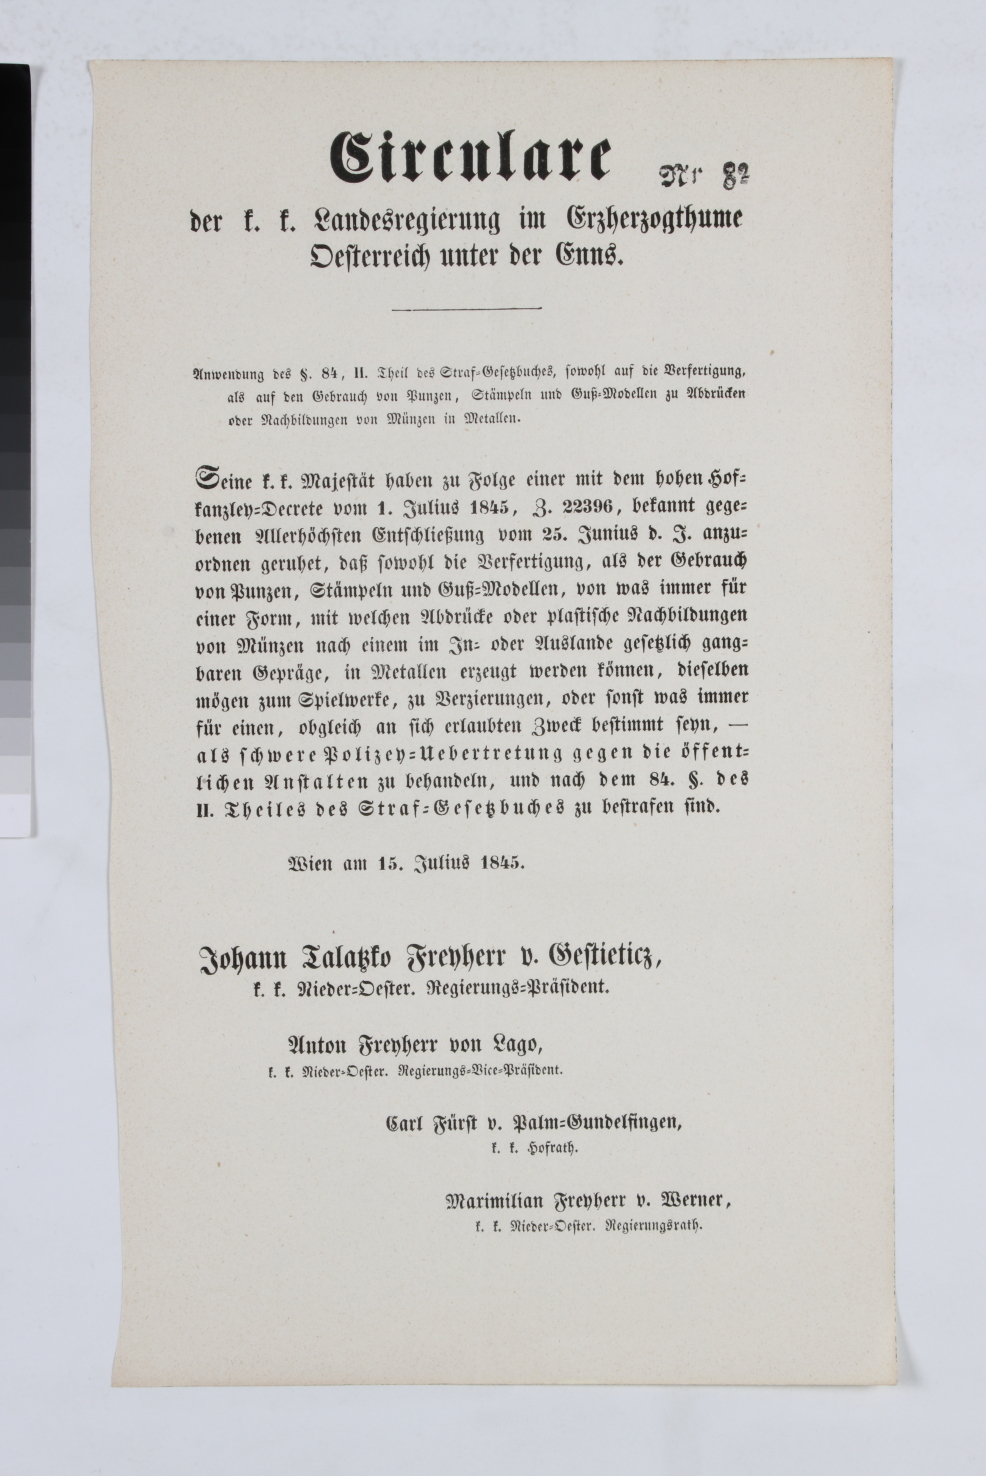 Circulare
Nr 82
der k. k. Landesregierung im Erzherzogthume
Oesterreich unter der Enns.
Anwendung des §. 84, II. Theil des Straf-Gesetzbuches, sowohl auf die Verfertigung,
als auf den Gebrauch von Punzen, Stämpeln und Guß-Modellen zu Abdrücken
oder Nachbildungen von Münzen in Metallen.
Seine k. k. Majestät haben zu Folge einer mit dem hohen Hof-
kanzley-Decrete vom 1. Julius 1845, Z. 22396, bekannt gege-
benen Allerhöchsten Entschließung vom 25. Junius d. J. anzu-
ordnen geruhet, daß sowohl die Verfertigung, als der Gebrauch
von Punzen, Stämpeln und Guß-Modellen, von was immer für
einer Form, mit welchen Abdrücke oder plastische Nachbildungen
von Münzen nach einem im In- oder Auslande gesetzlich gang-
baren Gepräge, in Metallen erzeugt werden können, dieselben
mögen zum Spielwerke, zu Verzierungen, oder sonst was immer
für einen, obgleich an sich erlaubten Zweck bestimmt seyn, —
als schwere Polizey-Uebertretung gegen die öffent-
lichen Anstalten zu behandeln, und nach dem 84. §. des
II. Theiles des Straf-Gesetzbuches zu bestrafen sind.
Wien am 15. Julius 1845.
Johann Talatzko Freyherr v. Gestieticz,
k. k. Nieder-Oester. Regierungs-Präsident.
Anton Freyherr von Lago,
k. k. Nieder-Oester. Regierungs-Vice-Präsident.
Carl Fürst v. Palm-Gundelfingen,
k. k. Hofrath.
Maximilian Freyherr v. Werner,
k. k. Nieder-Oester. Regierungsrath.